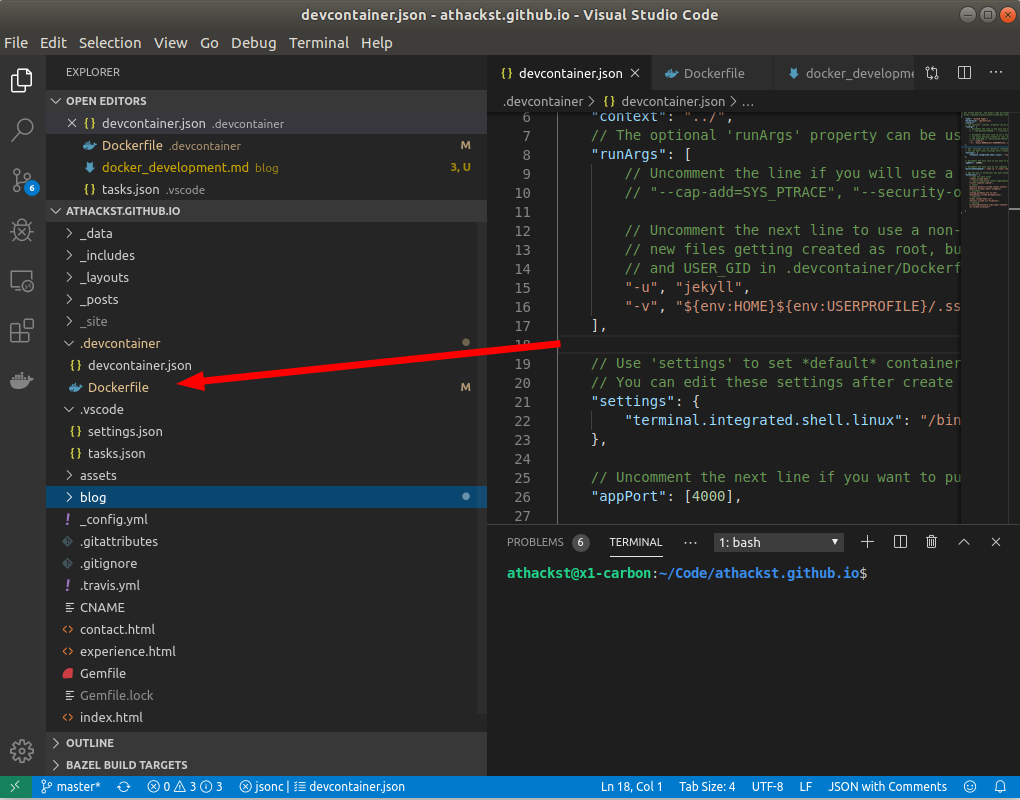 devcontainer.json - athackst.github.io - Visual Studio Code
File Edit Selection View Go Debug Terminal Help
EXPLORER
OPEN EDITORS
devcontainer.json .devcontainer
Dockerfile .devcontainer M
docker_development.md blog 3, U
tasks.json .vscode
ATHACKST.GITHUB.IO
_data
_includes
_layouts
_posts
_site
.devcontainer
devcontainer.json
Dockerfile M
.vscode
settings.json
tasks.json
assets
blog
_config.yml
.gitattributes
.gitignore
.travis.yml
CNAME
contact.html
experience.html
Gemfile
Gemfile.lock
index.html
OUTLINE
BAZEL BUILD TARGETS
6
devcontainer.json Dockerfile docker_developme
.devcontainer > {} devcontainer.json > ...
6 "context": "../",
7 // The optional 'runArgs' property can be us
8 "runArgs": [
9 // Uncomment the line if you will use a
10 // "--cap-add=SYS_PTRACE", "--security-o
11
12 // Uncomment the next line to use a non-
13 // new files getting created as root, bu
14 // and USER_GID in .devcontainer/Dockerf
15 "-u", "jekyll",
16 "-v", "${env:HOME}${env:USERPROFILE}/.ss
17 ],
18
19 // Use 'settings' to set *default* container
20 // You can edit these settings after create
21 "settings": {
22 "terminal.integrated.shell.linux": "/bin
23 },
24
25 // Uncomment the next line if you want to pu
26 "appPort": [4000],
27
PROBLEMS 6 TERMINAL ... 1: bash
athackst@x1-carbon:~/Code/athackst.github.io$
master* 0 3 3 jsonc | devcontainer.json Ln 18, Col 1 Tab Size: 4 UTF-8 LF JSON with Comments